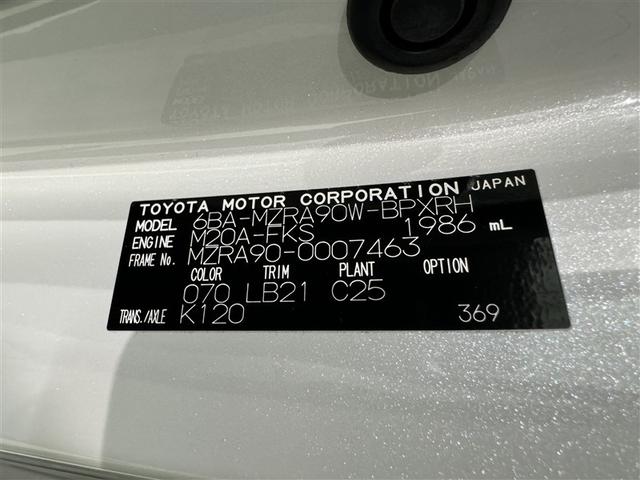 TOYOTA MOTOR CORPORATION JAPAN
MODEL 6BA-MZRA90W-BPXRH
ENGINE M20A-FKS 1986 mL
FRAME No. MZRA90-0007463
COLOR TRIM PLANT OPTION
070 LB21 C25
TRANS./AXLE K120 369